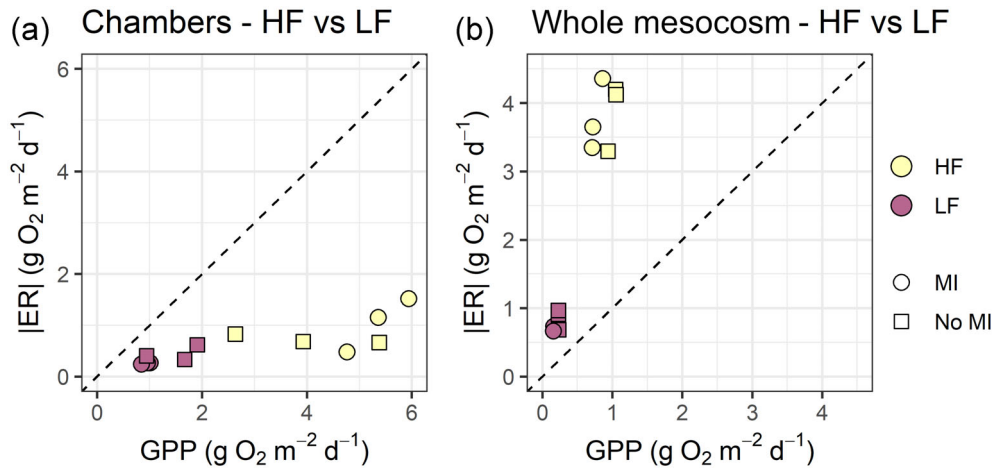 (a) Chambers - HF vs LF
|ER| (g O₂ m⁻² d⁻¹)
6
4
2
0
0 2 4 6
GPP (g O₂ m⁻² d⁻¹)
(b) Whole mesocosm - HF vs LF
|ER| (g O₂ m⁻² d⁻¹)
4
3
2
1
0
0 1 2 3 4
GPP (g O₂ m⁻² d⁻¹)
HF
LF
MI
No MI